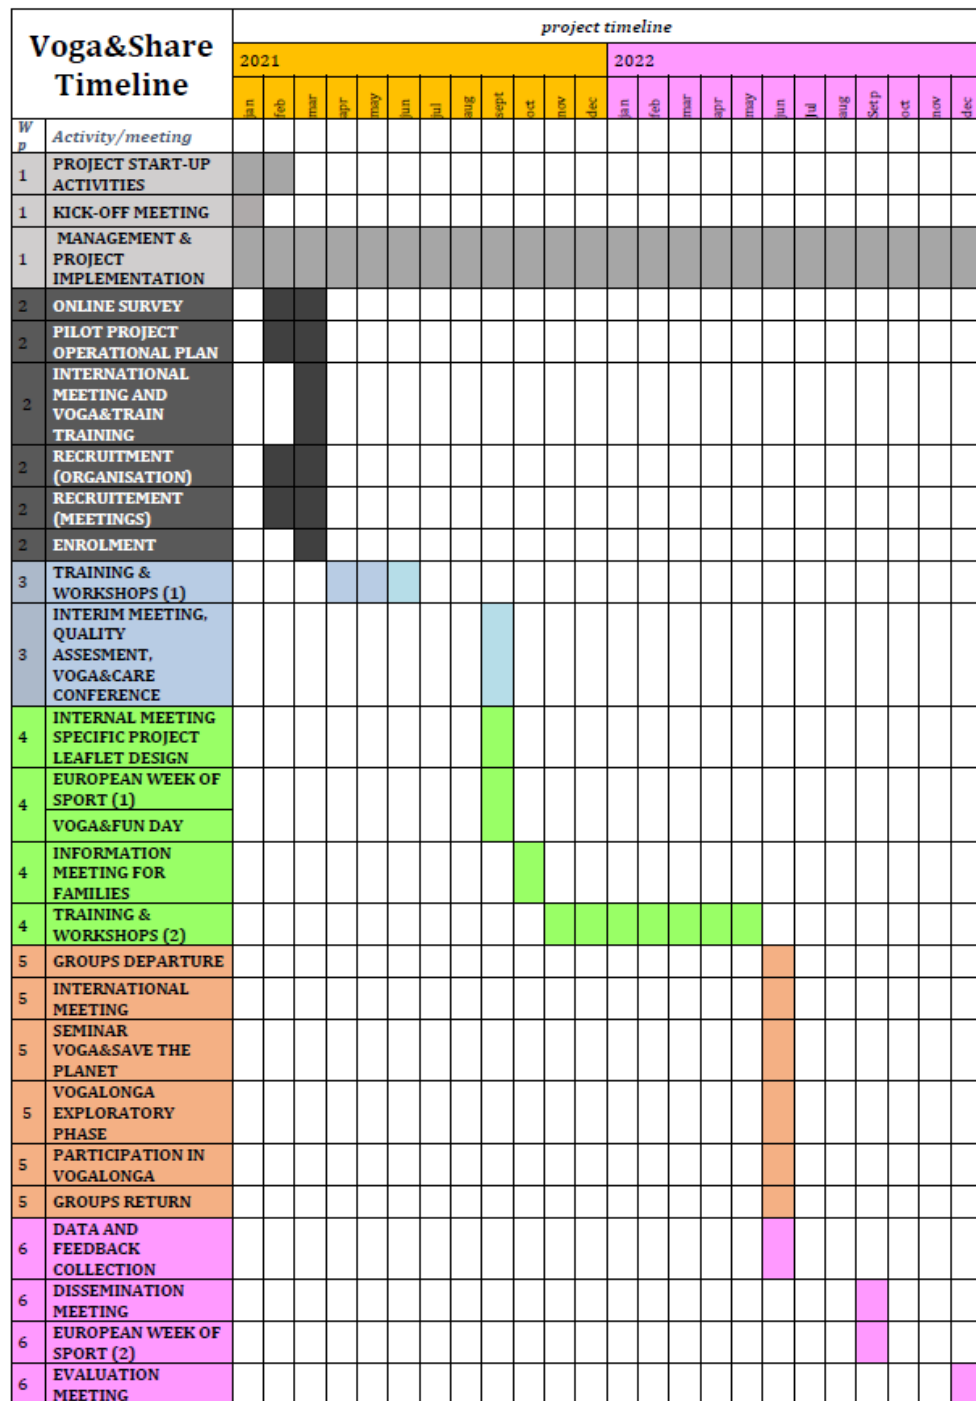 Voga&Share
Timeline
project timeline
2021
2022
jan feb mar apr may jun jul aug sept oct nov dec jan feb mar apr may jun Jul aug Setp oct nov dec
W
p
Activity/meeting
1
PROJECT START-UP
ACTIVITIES
1
KICK-OFF MEETING
1
MANAGEMENT &
PROJECT
IMPLEMENTATION
2
ONLINE SURVEY
2
PILOT PROJECT
OPERATIONAL PLAN
2
INTERNATIONAL
MEETING AND
VOGA&TRAIN
TRAINING
2
RECRUITMENT
(ORGANISATION)
2
RECRUITEMENT
(MEETINGS)
2
ENROLMENT
3
TRAINING &
WORKSHOPS (1)
3
INTERIM MEETING,
QUALITY
ASSESMENT,
VOGA&CARE
CONFERENCE
4
INTERNAL MEETING
SPECIFIC PROJECT
LEAFLET DESIGN
4
EUROPEAN WEEK OF
SPORT (1)
VOGA&FUN DAY
4
INFORMATION
MEETING FOR
FAMILIES
4
TRAINING &
WORKSHOPS (2)
5
GROUPS DEPARTURE
5
INTERNATIONAL
MEETING
5
SEMINAR
VOGA&SAVE THE
PLANET
5
VOGALONGA
EXPLORATORY
PHASE
5
PARTICIPATION IN
VOGALONGA
5
GROUPS RETURN
6
DATA AND
FEEDBACK
COLLECTION
6
DISSEMINATION
MEETING
6
EUROPEAN WEEK OF
SPORT (2)
6
EVALUATION
MEETING